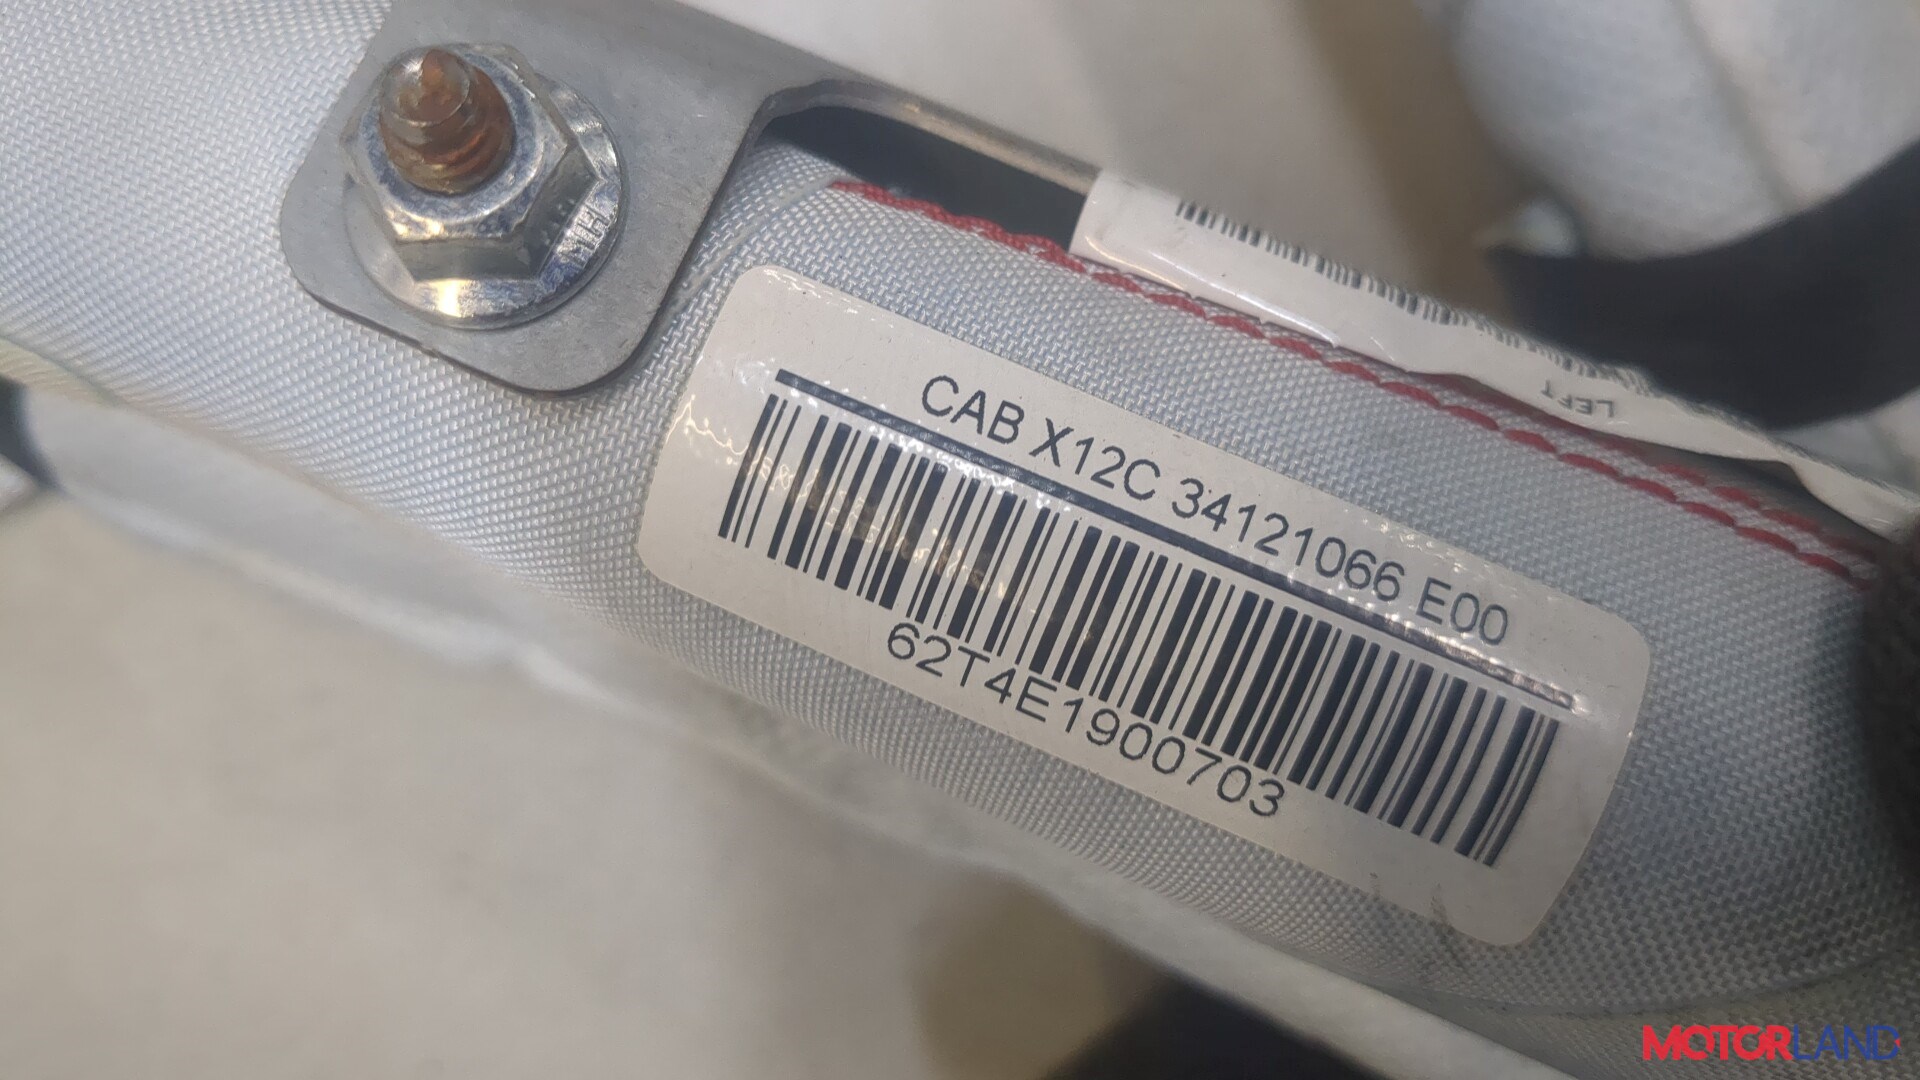 CAB X12C 34121066 E00
62T4E1900703
LEFT
MOTORLAND